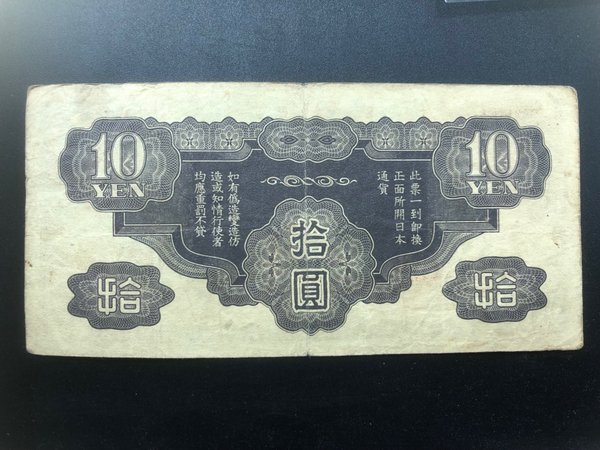 10
YEN
10
YEN
此票一到卽換
正面所開日本
通貨
如有僞造變造仿
造或知情行使者
均應重罰不貸
拾圓
拾
拾